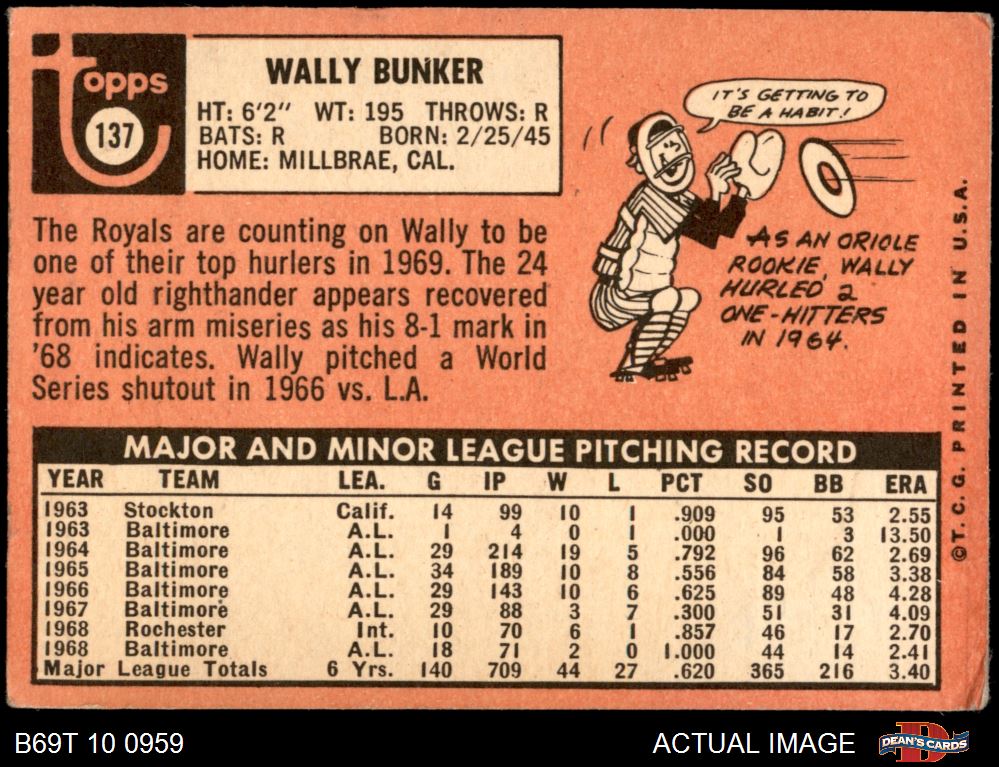 topps
137
WALLY BUNKER
HT: 6'2" WT: 195 THROWS: R
BATS: R BORN: 2/25/45
HOME: MILLBRAE, CAL.
The Royals are counting on Wally to be
one of their top hurlers in 1969. The 24
year old righthander appears recovered
from his arm miseries as his 8-1 mark in
'68 indicates. Wally pitched a World
Series shutout in 1966 vs. L.A.
IT'S GETTING TO
BE A HABIT!
AS AN ORIOLE
ROOKIE, WALLY
HURLED 2
ONE-HITTERS
IN 1964.
MAJOR AND MINOR LEAGUE PITCHING RECORD
YEAR TEAM LEA. G IP W L PCT SO BB ERA
1963 Stockton Calif. 14 99 10 1 .909 95 53 2.55
1963 Baltimore A.L. 1 4 0 1 .000 1 3 13.50
1964 Baltimore A.L. 29 214 19 5 .792 96 62 2.69
1965 Baltimore A.L. 34 189 10 8 .556 84 58 3.38
1966 Baltimore A.L. 29 143 10 6 .625 89 48 4.28
1967 Baltimore A.L. 29 88 3 7 .300 51 31 4.09
1968 Rochester Int. 10 70 6 1 .857 46 17 2.70
1968 Baltimore A.L. 18 71 2 0 1.000 44 14 2.41
Major League Totals 6 Yrs. 140 709 44 27 .620 365 216 3.40
©T.C.G. PRINTED IN U.S.A.
B69T 10 0959
ACTUAL IMAGE
DEAN'S CARDS